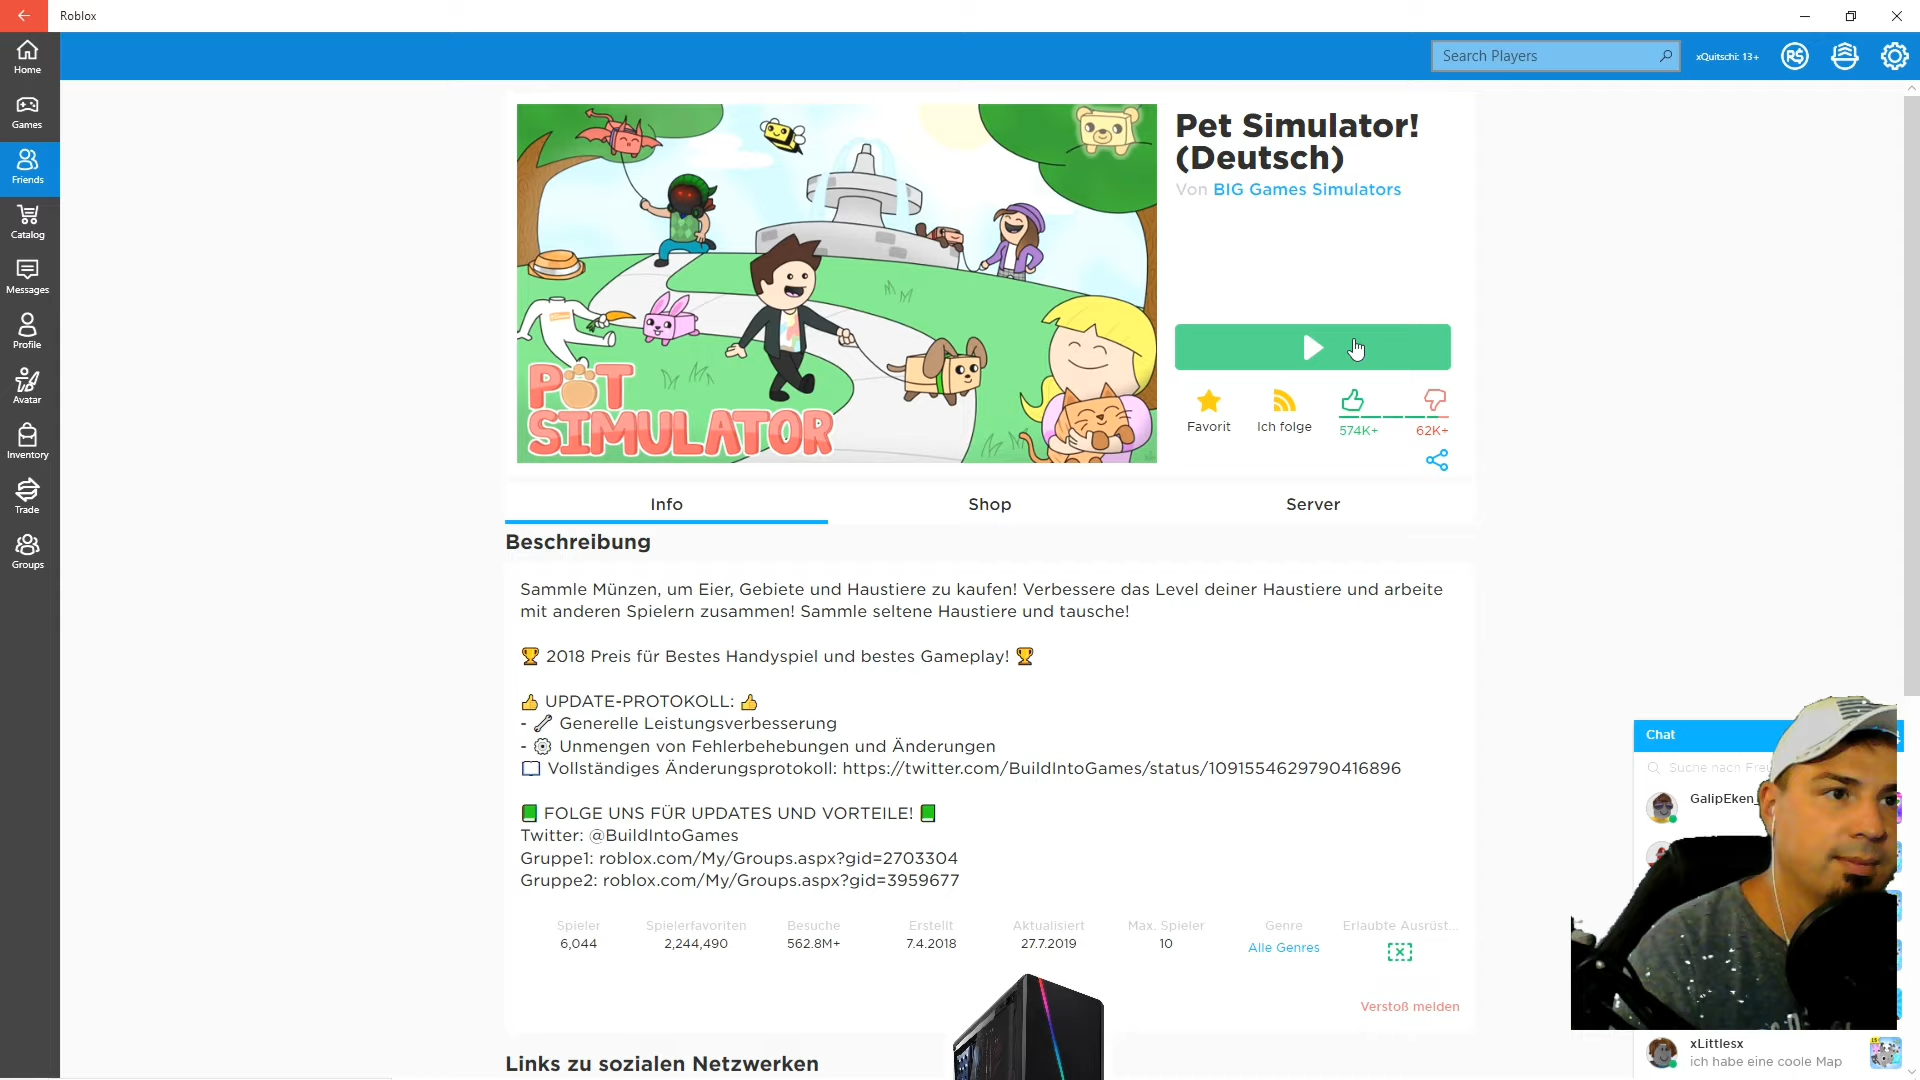 Roblox
Search Players
xQuitschi: 13+
Home
Games
Friends
Catalog
Messages
Profile
Avatar
Inventory
Trade
Groups
PET
SIMULATOR
Pet Simulator!
(Deutsch)
Von BIG Games Simulators
Favorit
Ich folge
574K+
62K+
Info
Shop
Server
Beschreibung
Sammle Münzen, um Eier, Gebiete und Haustiere zu kaufen! Verbessere das Level deiner Haustiere und arbeite
mit anderen Spielern zusammen! Sammle seltene Haustiere und tausche!
🏆 2018 Preis für Bestes Handyspiel und bestes Gameplay! 🏆
👍 UPDATE-PROTOKOLL: 👍
- 🔧 Generelle Leistungsverbesserung
- ⚙️ Unmengen von Fehlerbehebungen und Änderungen
📖 Vollständiges Änderungsprotokoll: https://twitter.com/BuildIntoGames/status/1091554629790416896
📗 FOLGE UNS FÜR UPDATES UND VORTEILE! 📗
Twitter: @BuildIntoGames
Gruppe1: roblox.com/My/Groups.aspx?gid=2703304
Gruppe2: roblox.com/My/Groups.aspx?gid=3959677
Spieler
6,044
Spielerfavoriten
2,244,490
Besuche
562.8M+
Erstellt
7.4.2018
Aktualisiert
27.7.2019
Max. Spieler
10
Genre
Alle Genres
Erlaubte Ausrüst...
Verstoß melden
Links zu sozialen Netzwerken
Chat
Suche nach
GalipEken_
xLittlesx
ich habe eine coole Map